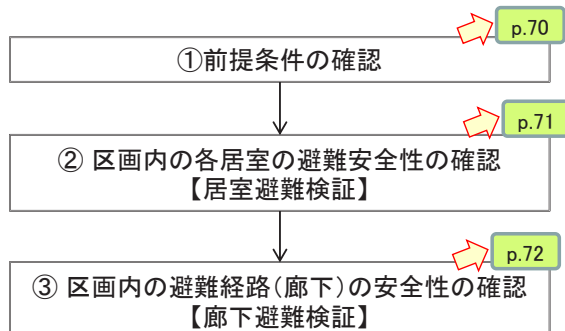 p.70
①前提条件の確認
p.71
② 区画内の各居室の避難安全性の確認
【居室避難検証】
p.72
③ 区画内の避難経路（廊下）の安全性の確認
【廊下避難検証】